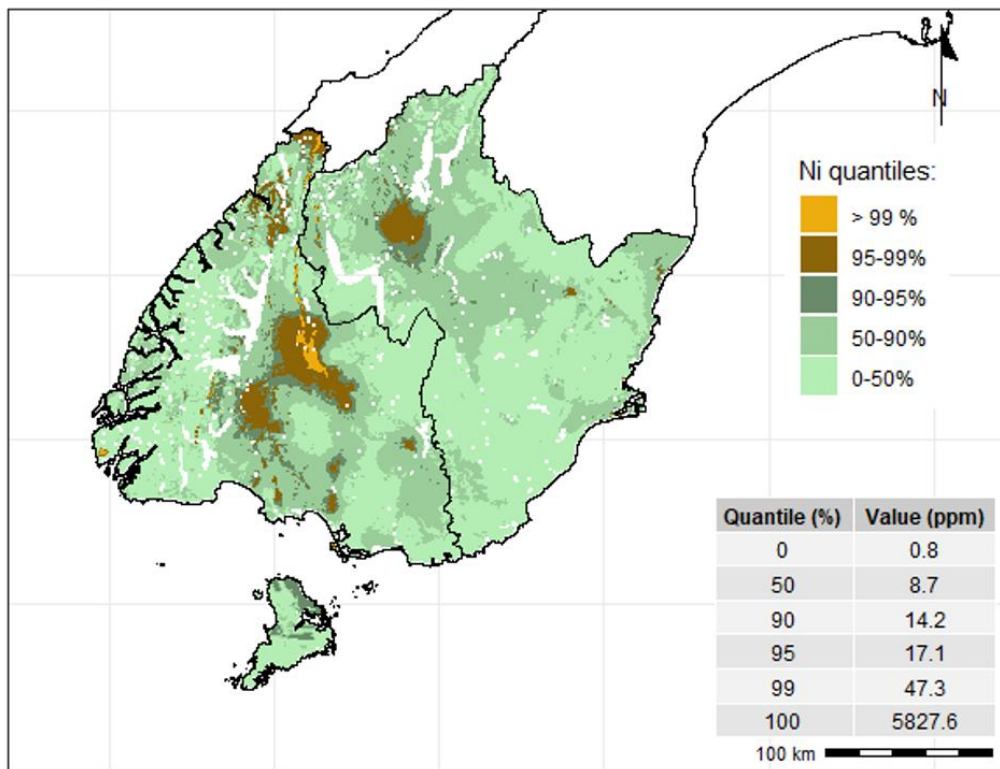 N
Ni quantiles:
> 99 %
95-99%
90-95%
50-90%
0-50%
Quantile (%) Value (ppm)
0 0.8
50 8.7
90 14.2
95 17.1
99 47.3
100 5827.6
100 km